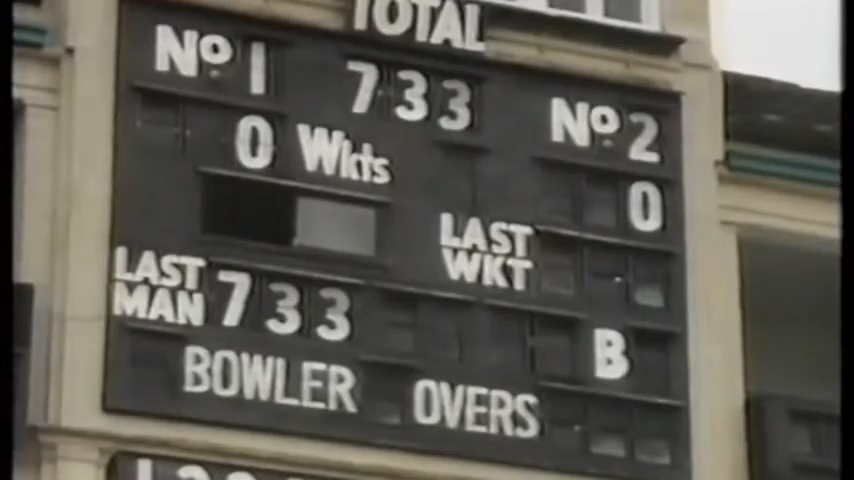 TOTAL
Nº 1 733 Nº 2
0 Wkts 0
LAST WKT
LAST MAN 733 B
BOWLER OVERS